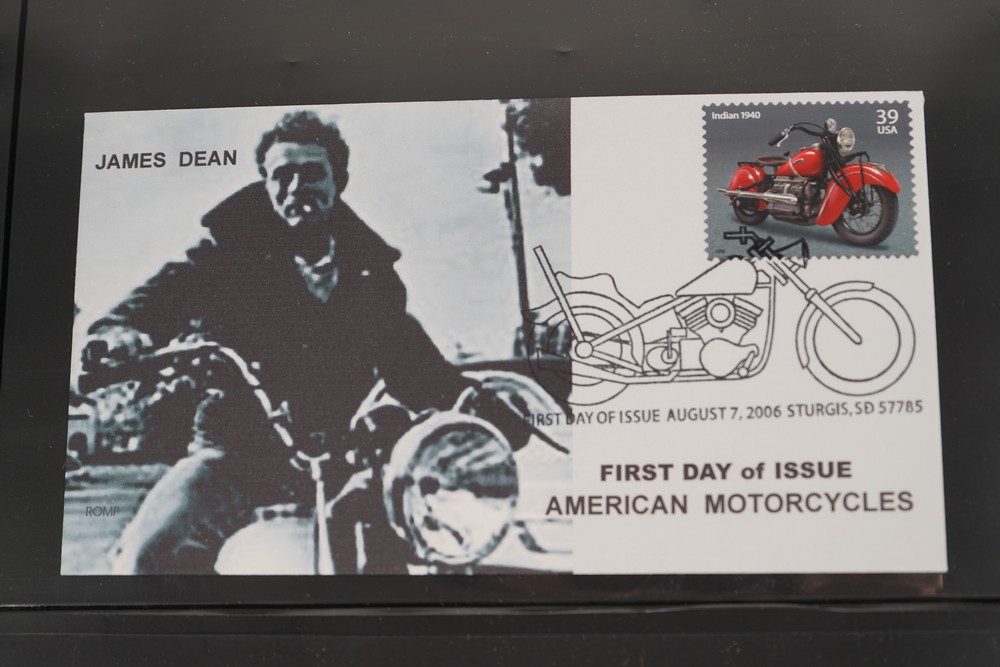 JAMES DEAN
Indian 1940
39
USA
FIRST DAY OF ISSUE AUGUST 7, 2006 STURGIS, SD 57785
FIRST DAY of ISSUE
AMERICAN MOTORCYCLES
ROMP